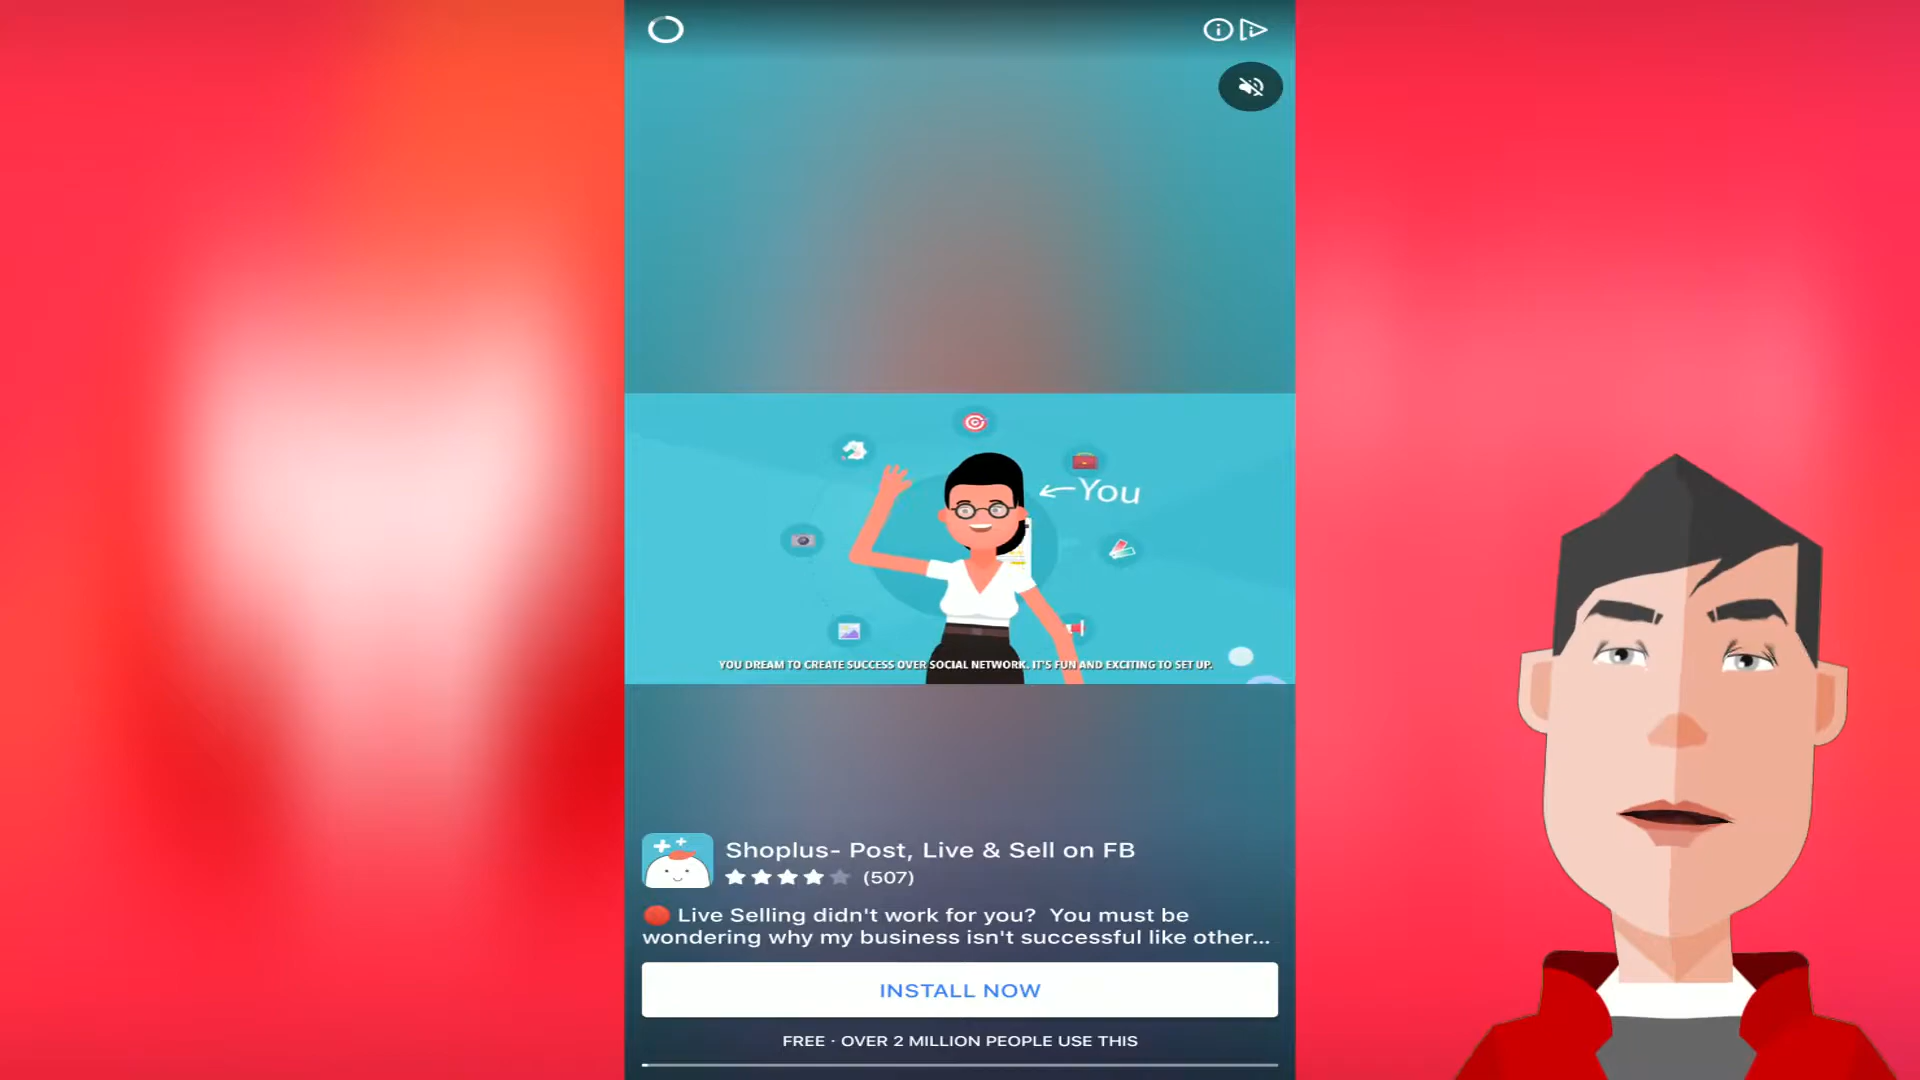 You
YOU DREAM TO CREATE SUCCESS OVER SOCIAL NETWORK. IT'S FUN AND EXCITING TO SET UP.
Shoplus- Post, Live & Sell on FB
(507)
Live Selling didn't work for you? You must be
wondering why my business isn't successful like other...
INSTALL NOW
FREE · OVER 2 MILLION PEOPLE USE THIS